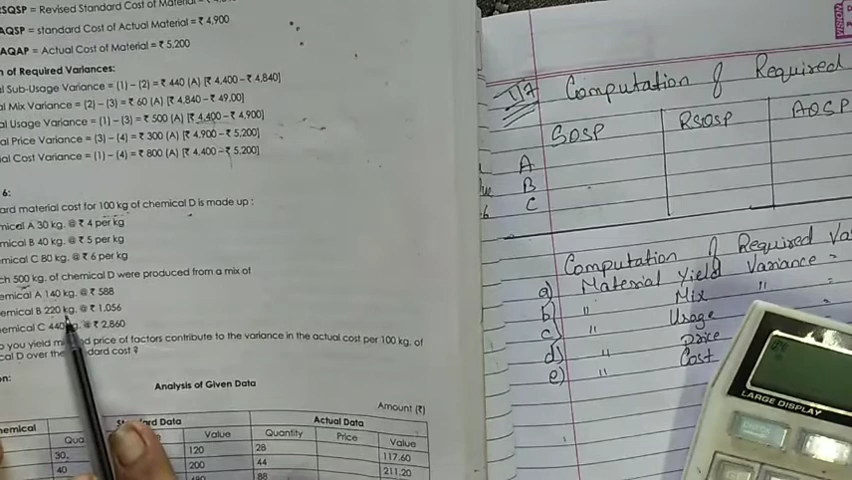 SQSP = Revised Standard Cost of Material
AQSP = standard Cost of Actual Material = ₹ 4,900
AQAP = Actual Cost of Material = ₹ 5,200
n of Required Variances:
al Sub-Usage Variance = (1) – (2) = ₹ 440 (A) [₹ 4,400 – ₹ 4,840]
al Mix Variance = (2) – (3) = ₹ 60 (A) [₹ 4,840 – ₹ 49,00]
al Usage Variance = (1) – (3) = ₹ 500 (A) [₹ 4,400 – ₹ 4,900]
al Price Variance = (3) – (4) = ₹ 300 (A) [₹ 4,900 – ₹ 5,200]
ial Cost Variance = (1) – (4) = ₹ 800 (A) [₹ 4,400 – ₹ 5,200]
6:
ard material cost for 100 kg of chemical D is made up :
mical A 30 kg. @ ₹ 4 per kg
mical B 40 kg. @ ₹ 5 per kg
emical C 80 kg. @ ₹ 6 per kg
ch 500 kg. of chemical D were produced from a mix of
emical A 140 kg. @ ₹ 588
emical B 220 kg. @ ₹ 1,056
hemical C 440 kg. @ ₹ 2,860
o you yield mi d price of factors contribute to the variance in the actual cost per 100 kg. of
cal D over the dard cost ?
on:
Analysis of Given Data
Amount (₹)
hemical St rd Data Actual Data
Qua Value Quantity Price Value
30 120 28 117.60
40 200 44 211.20
480 88
Computation of Required
SQSP RSQSP AQSP
A
B
C
Computation of Required Va
a) Material Yield Variance =
b) " Mix " =
c) " Usage
d) " Price
e) " Cost
VISION
LARGE DISPLAY